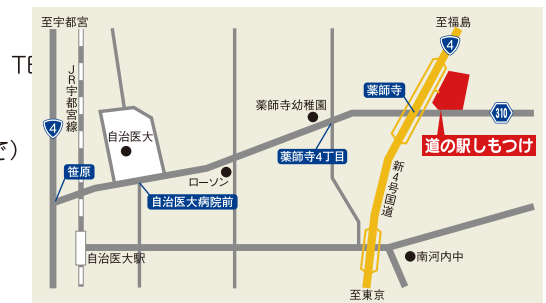 至宇都宮
至福島
4
TE
JR宇都宮線
薬師寺
薬師寺幼稚園
310
4
自治医大
道の駅しもつけ
で)
薬師寺4丁目
笹原
ローソン
新4号国道
自治医大病院前
自治医大駅
南河内中
至東京